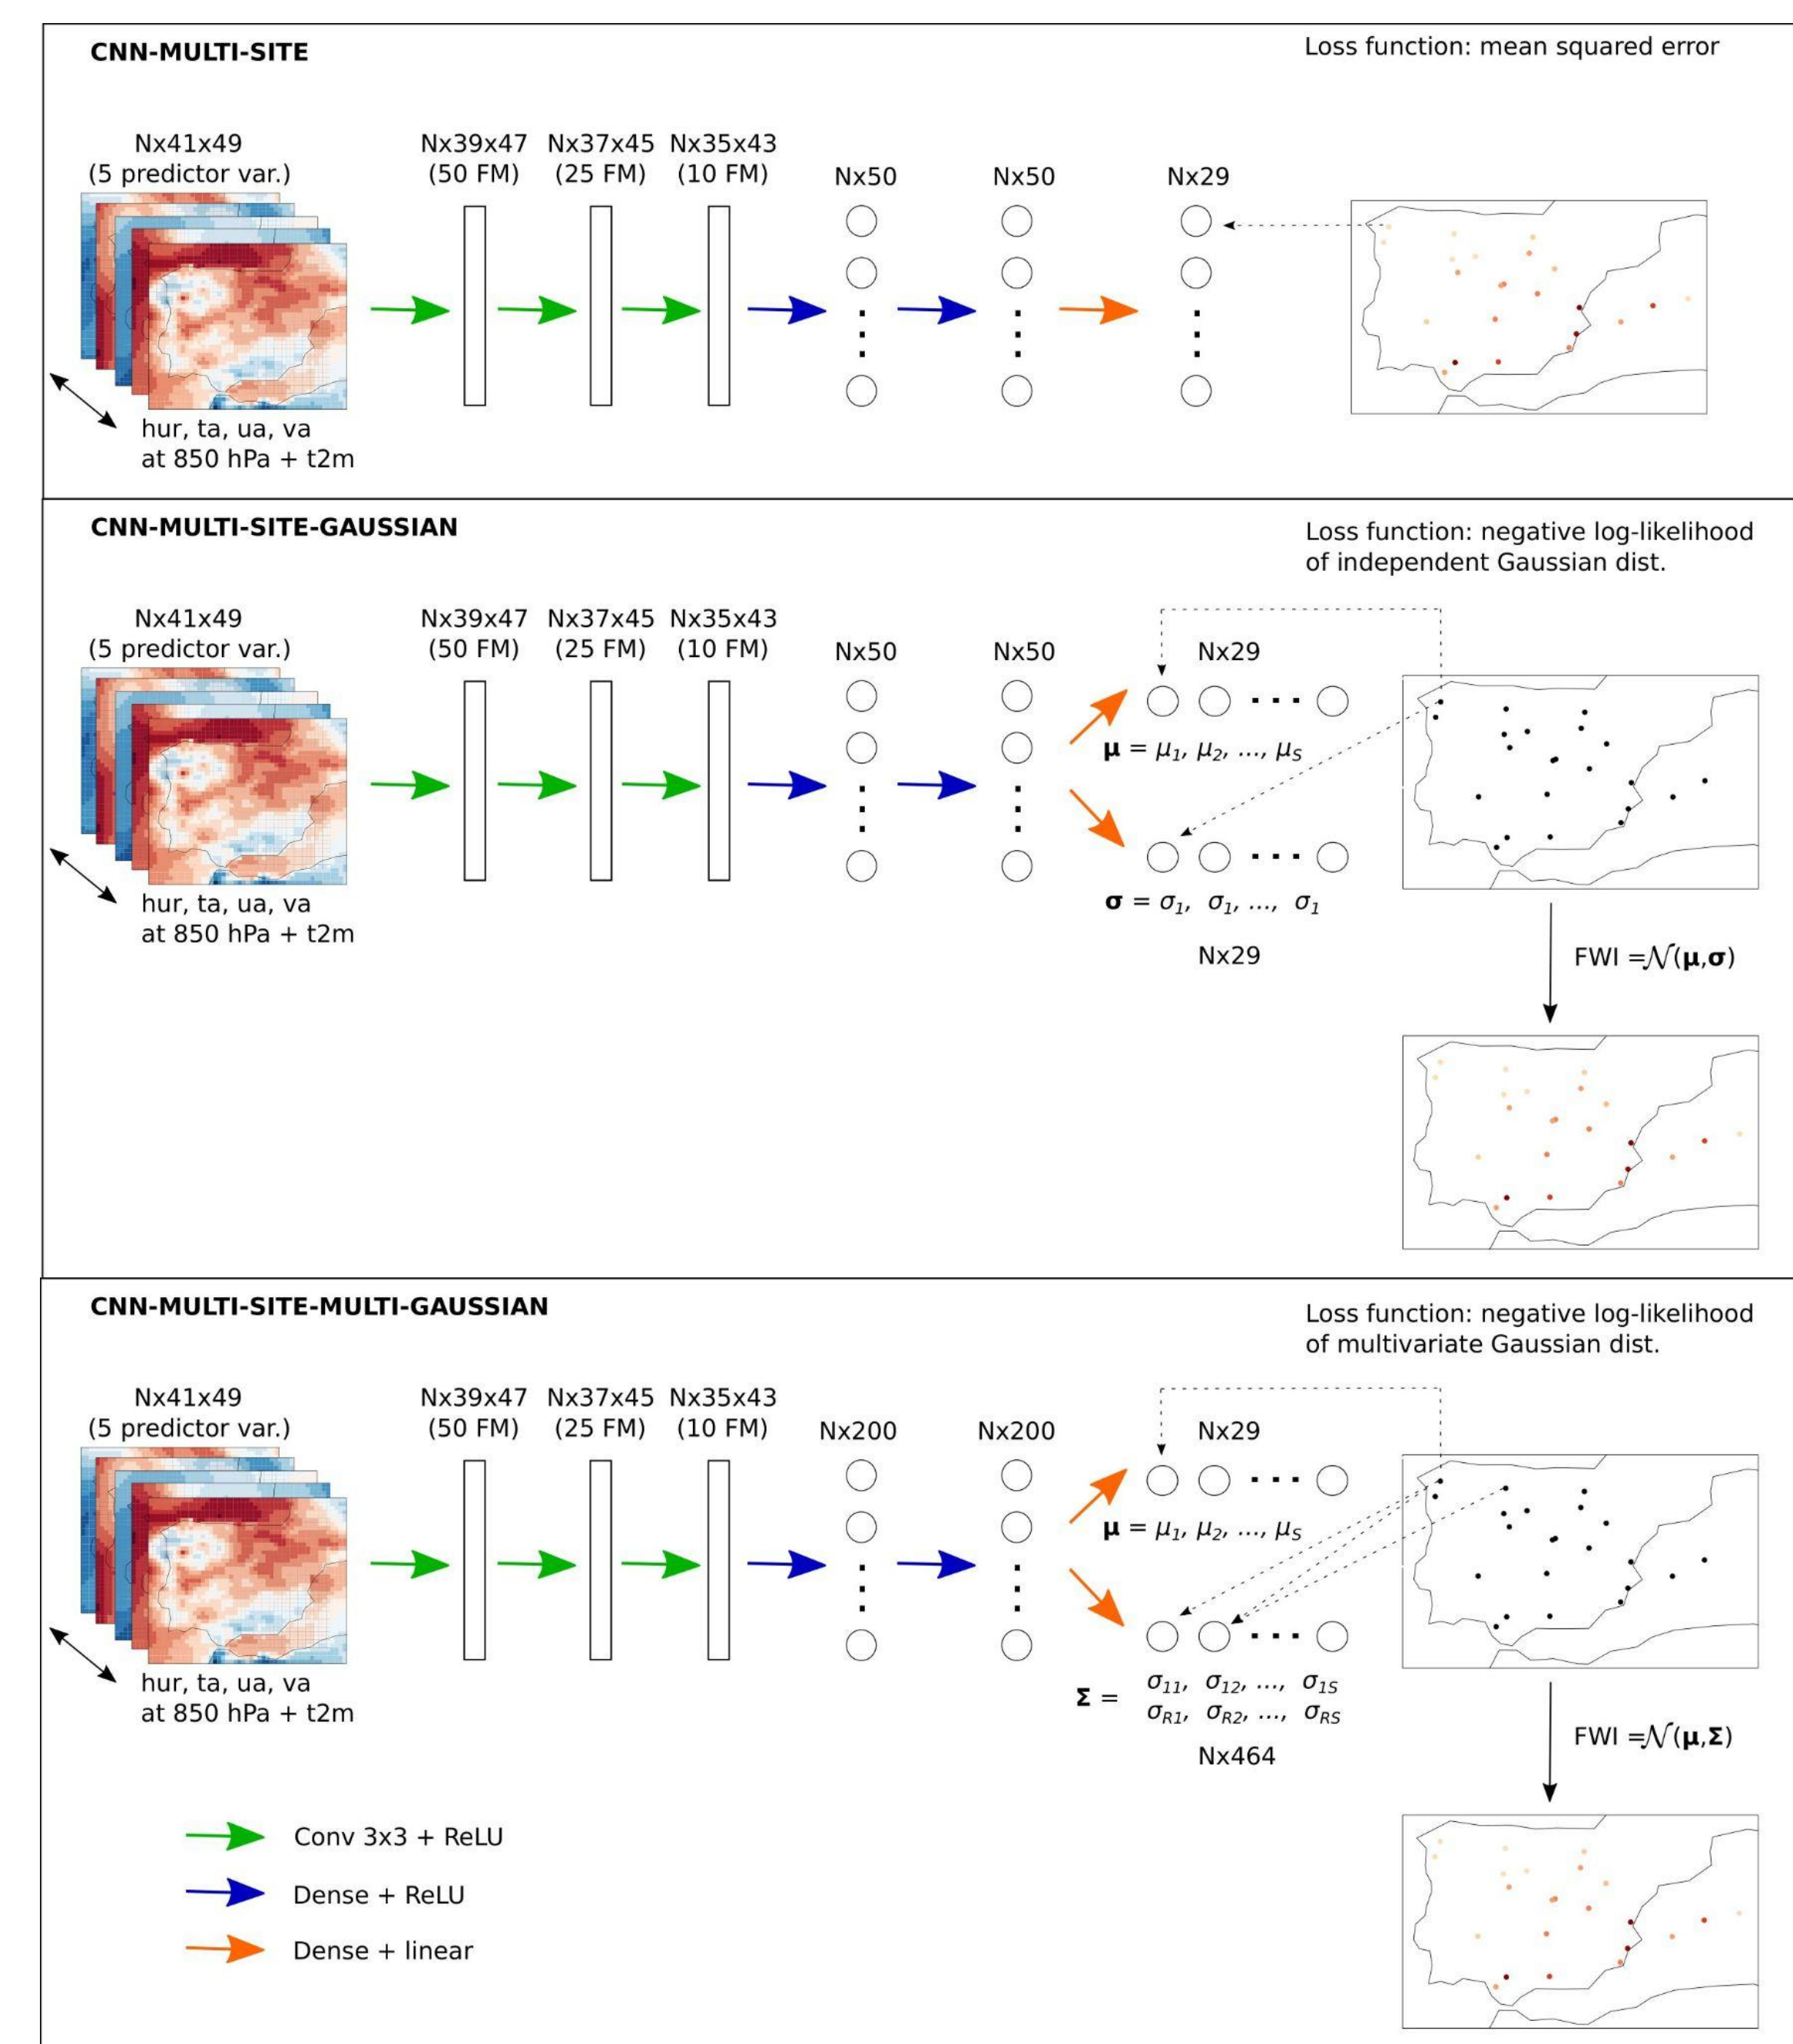 CNN-MULTI-SITE
Loss function: mean squared error
Nx41x49
(5 predictor var.)
Nx39x47
(50 FM)
Nx37x45
(25 FM)
Nx35x43
(10 FM)
Nx50
Nx50
Nx29
hur, ta, ua, va
at 850 hPa + t2m
CNN-MULTI-SITE-GAUSSIAN
Loss function: negative log-likelihood
of independent Gaussian dist.
Nx41x49
(5 predictor var.)
Nx39x47
(50 FM)
Nx37x45
(25 FM)
Nx35x43
(10 FM)
Nx50
Nx50
Nx29
μ = μ1, μ2, ..., μS
σ = σ1, σ1, ..., σ1
Nx29
hur, ta, ua, va
at 850 hPa + t2m
FWI =𝒩(μ,σ)
CNN-MULTI-SITE-MULTI-GAUSSIAN
Loss function: negative log-likelihood
of multivariate Gaussian dist.
Nx41x49
(5 predictor var.)
Nx39x47
(50 FM)
Nx37x45
(25 FM)
Nx35x43
(10 FM)
Nx200
Nx200
Nx29
μ = μ1, μ2, ..., μS
Σ =
σ11, σ12, ..., σ1S
σR1, σR2, ..., σRS
Nx464
hur, ta, ua, va
at 850 hPa + t2m
FWI =𝒩(μ,Σ)
Conv 3x3 + ReLU
Dense + ReLU
Dense + linear